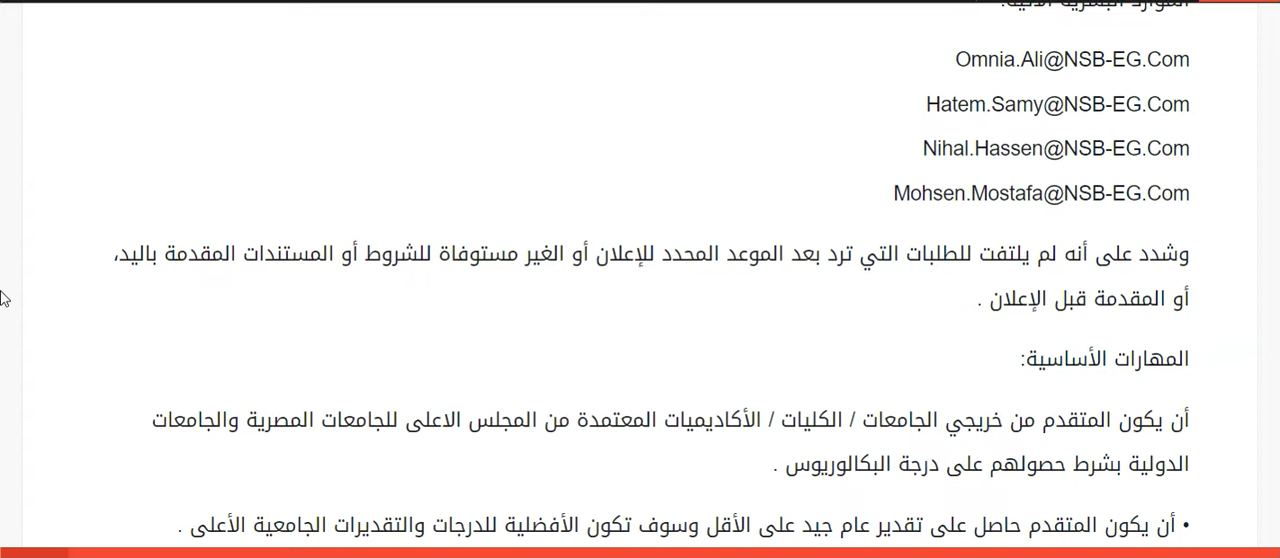 الموارد البشرية الآتية:
Omnia.Ali@NSB-EG.Com
Hatem.Samy@NSB-EG.Com
Nihal.Hassen@NSB-EG.Com
Mohsen.Mostafa@NSB-EG.Com
وشدد على أنه لم يلتفت للطلبات التي ترد بعد الموعد المحدد للإعلان أو الغير مستوفاة للشروط أو المستندات المقدمة باليد،
أو المقدمة قبل الإعلان .
المهارات الأساسية:
أن يكون المتقدم من خريجي الجامعات / الكليات / الأكاديميات المعتمدة من المجلس الاعلى للجامعات المصرية والجامعات
الدولية بشرط حصولهم على درجة البكالوريوس .
• أن يكون المتقدم حاصل على تقدير عام جيد على الأقل وسوف تكون الأفضلية للدرجات والتقديرات الجامعية الأعلى .